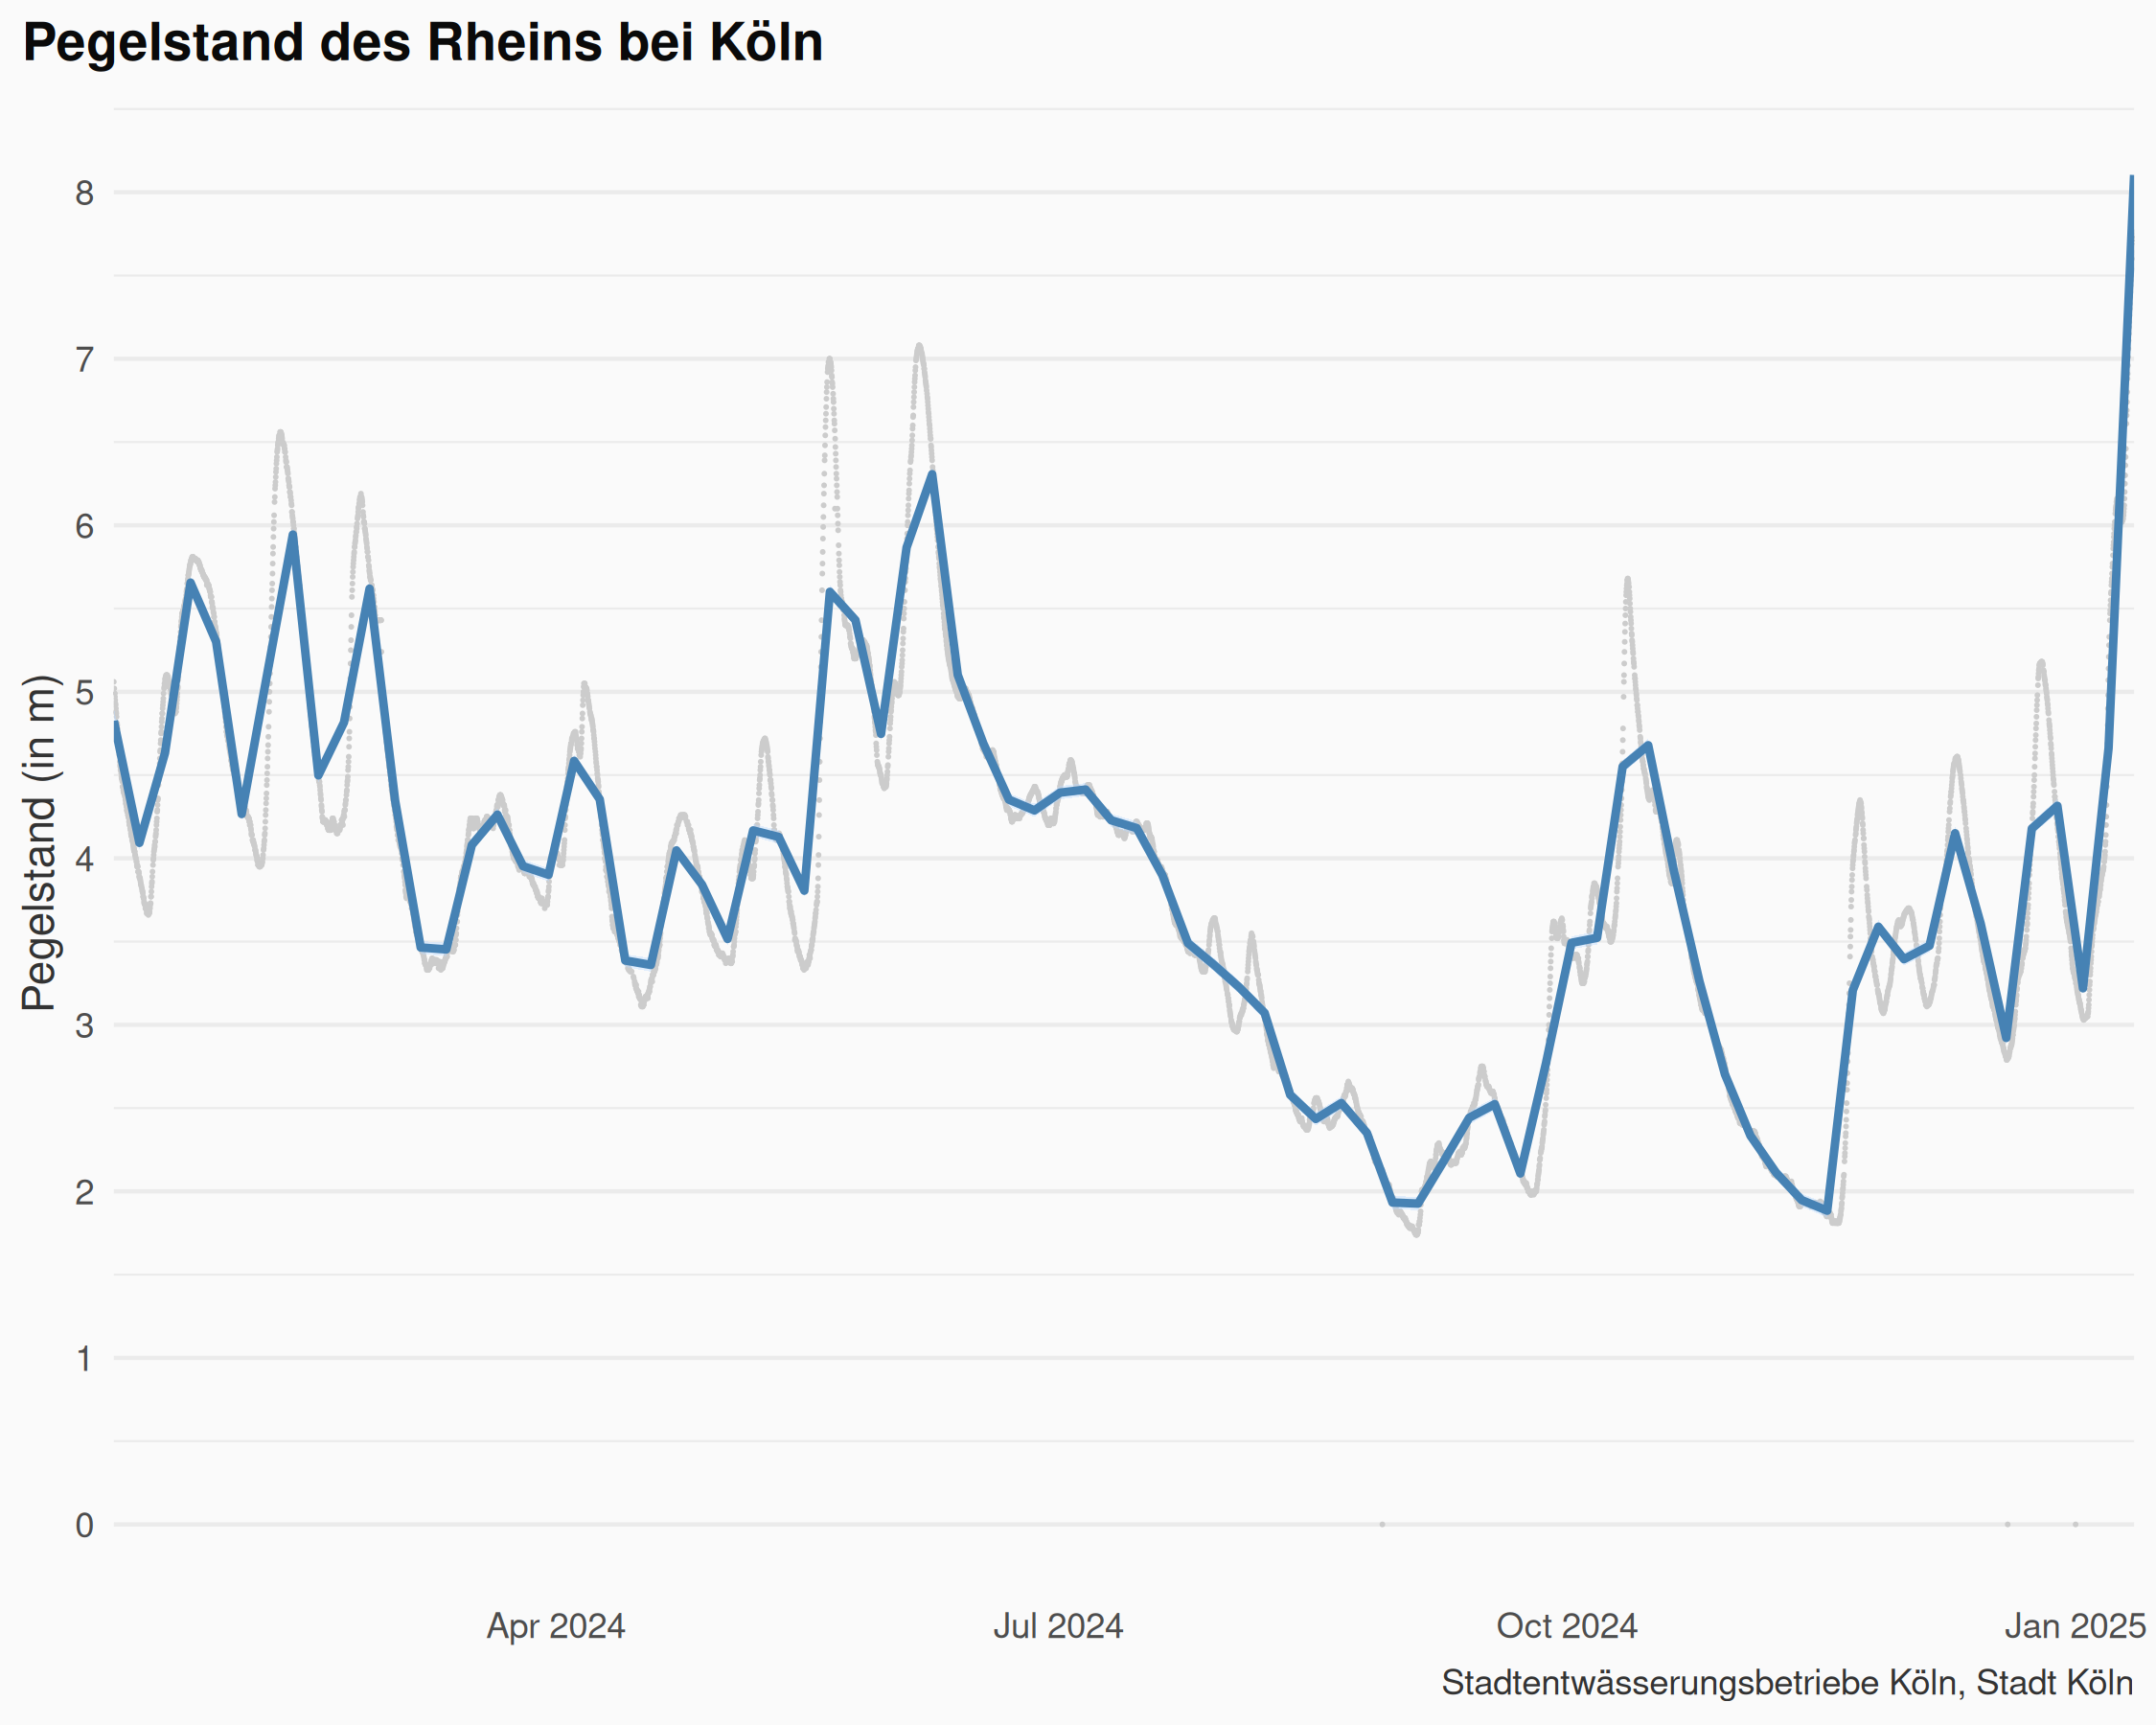 Pegelstand des Rheins bei Köln
Pegelstand (in m)
8
7
6
5
4
3
2
1
0
Apr 2024 Jul 2024 Oct 2024 Jan 2025
Stadtentwässerungsbetriebe Köln, Stadt Köln